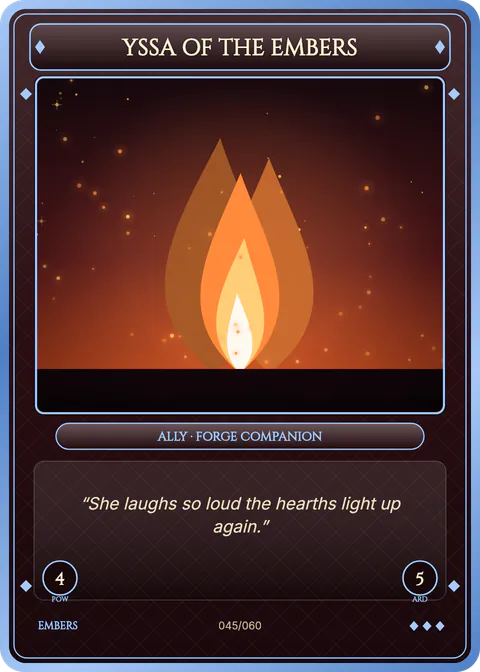 YSSA OF THE EMBERS
ALLY · FORGE COMPANION
“She laughs so loud the hearths light up
again.”
4
POW
5
ARD
EMBERS
045/060